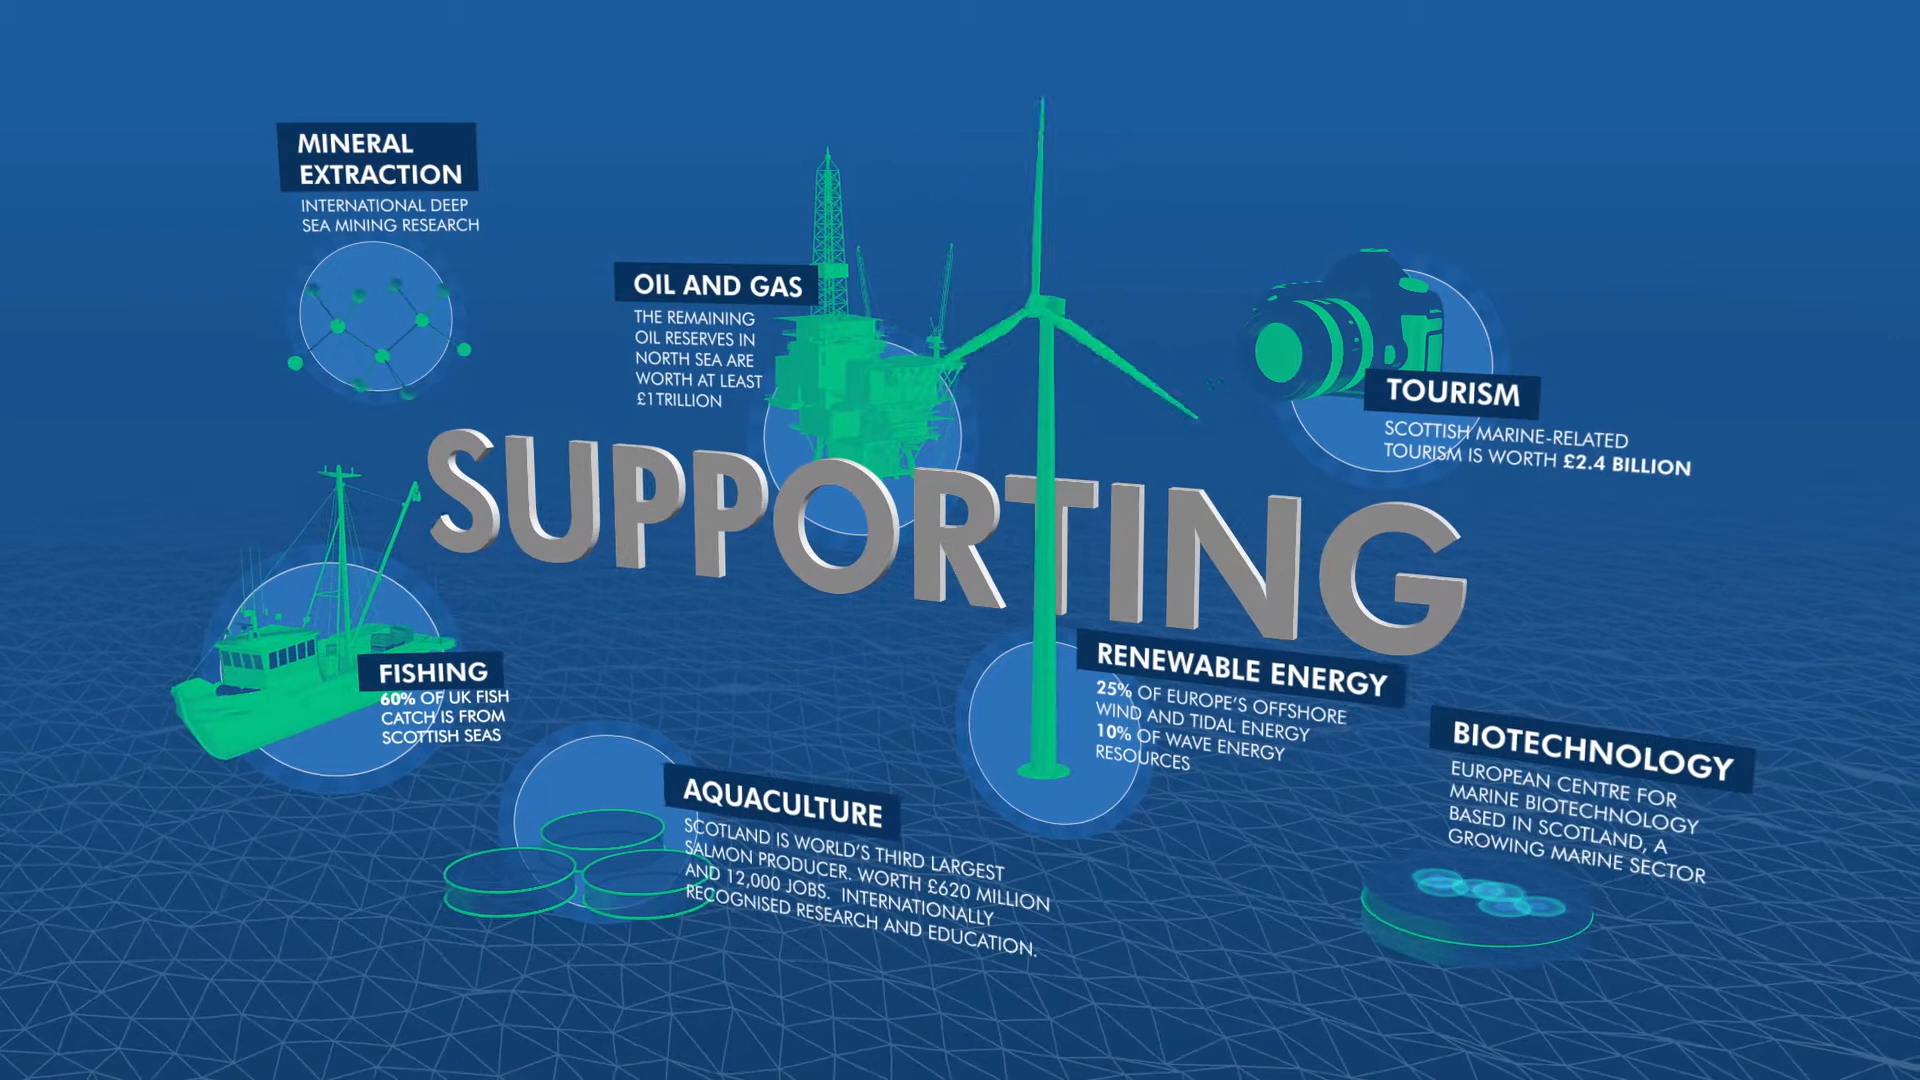 MINERAL
EXTRACTION
INTERNATIONAL DEEP
SEA MINING RESEARCH
OIL AND GAS
THE REMAINING
OIL RESERVES IN
NORTH SEA ARE
WORTH AT LEAST
£1TRILLION
TOURISM
SCOTTISH MARINE-RELATED
TOURISM IS WORTH £2.4 BILLION
SUPPORTING
FISHING
60% OF UK FISH
CATCH IS FROM
SCOTTISH SEAS
RENEWABLE ENERGY
25% OF EUROPE'S OFFSHORE
WIND AND TIDAL ENERGY
10% OF WAVE ENERGY
RESOURCES
BIOTECHNOLOGY
EUROPEAN CENTRE FOR
MARINE BIOTECHNOLOGY
BASED IN SCOTLAND, A
GROWING MARINE SECTOR
AQUACULTURE
SCOTLAND IS WORLD'S THIRD LARGEST
SALMON PRODUCER. WORTH £620 MILLION
AND 12,000 JOBS. INTERNATIONALLY
RECOGNISED RESEARCH AND EDUCATION.